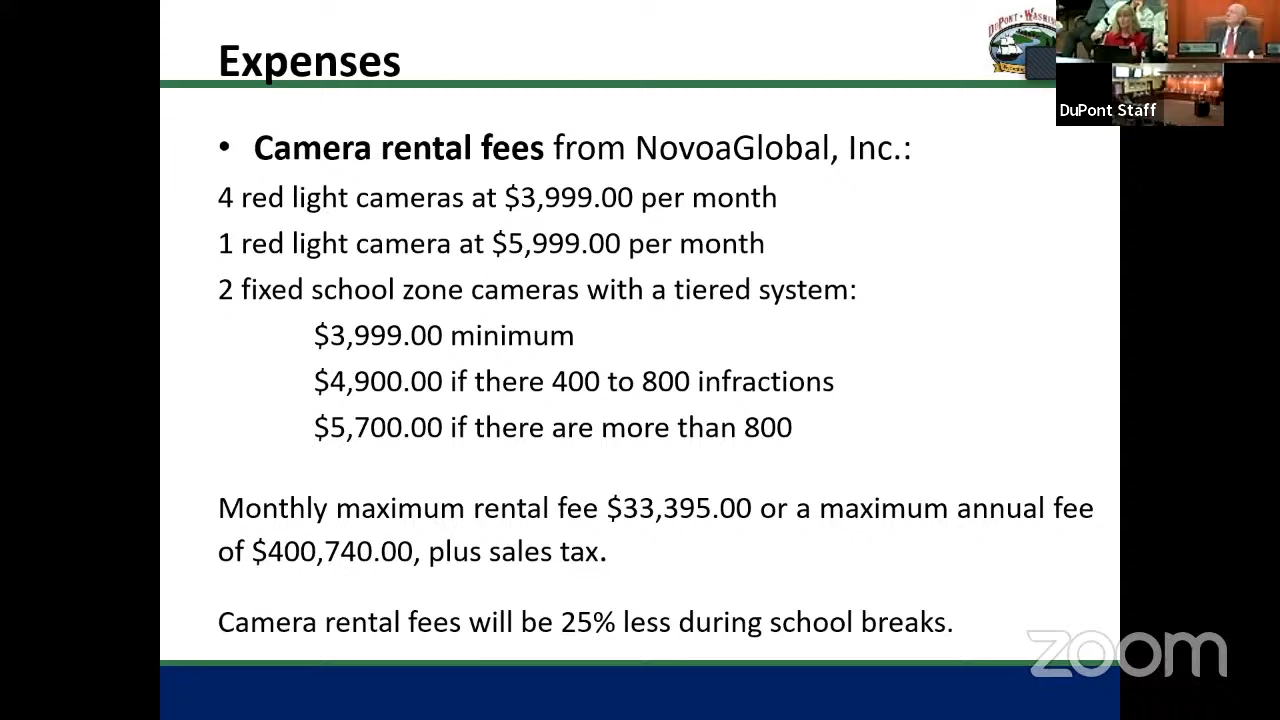 Expenses
DUPONT • WASHIN
DuPont Staff
• Camera rental fees from NovoaGlobal, Inc.:
4 red light cameras at $3,999.00 per month
1 red light camera at $5,999.00 per month
2 fixed school zone cameras with a tiered system:
$3,999.00 minimum
$4,900.00 if there 400 to 800 infractions
$5,700.00 if there are more than 800
Monthly maximum rental fee $33,395.00 or a maximum annual fee
of $400,740.00, plus sales tax.
Camera rental fees will be 25% less during school breaks.
zoom